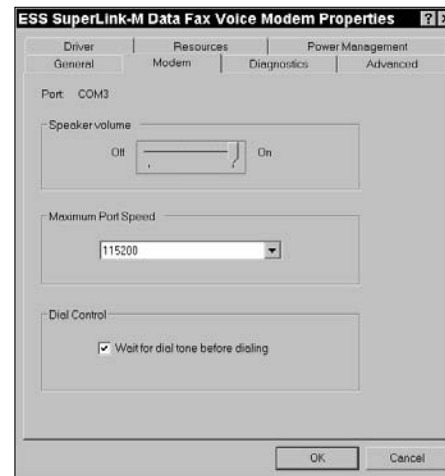 ESS SuperLink-M Data Fax Voice Modem Properties
Driver Resources Power Management
General Modem Diagnostics Advanced
Port: COM3
Speaker volume
Off On
Maximum Port Speed
115200
Dial Control
Wait for dial tone before dialing
OK Cancel